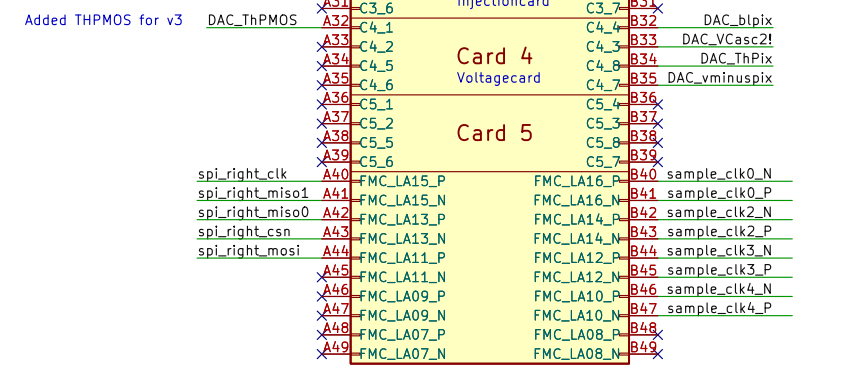 A31 C3_6 Injectioncard C3_7 B31
Added THPMOS for v3 DAC_ThPMOS A32 C4_1 C4_4 B32 DAC_blpix
A33 C4_2 Card 4 C4_3 B33 DAC_VCasc2!
A34 C4_5 Voltagecard C4_8 B34 DAC_ThPix
A35 C4_6 C4_7 B35 DAC_vminuspix
A36 C5_1 C5_4 B36
A37 C5_2 Card 5 C5_3 B37
A38 C5_5 C5_8 B38
A39 C5_6 C5_7 B39
spi_right_clk A40 FMC_LA15_P FMC_LA16_P B40 sample_clk0_N
spi_right_miso1 A41 FMC_LA15_N FMC_LA16_N B41 sample_clk0_P
spi_right_miso0 A42 FMC_LA13_P FMC_LA14_P B42 sample_clk2_N
spi_right_csn A43 FMC_LA13_N FMC_LA14_N B43 sample_clk2_P
spi_right_mosi A44 FMC_LA11_P FMC_LA12_P B44 sample_clk3_N
A45 FMC_LA11_N FMC_LA12_N B45 sample_clk3_P
A46 FMC_LA09_P FMC_LA10_P B46 sample_clk4_N
A47 FMC_LA09_N FMC_LA10_N B47 sample_clk4_P
A48 FMC_LA07_P FMC_LA08_P B48
A49 FMC_LA07_N FMC_LA08_N B49